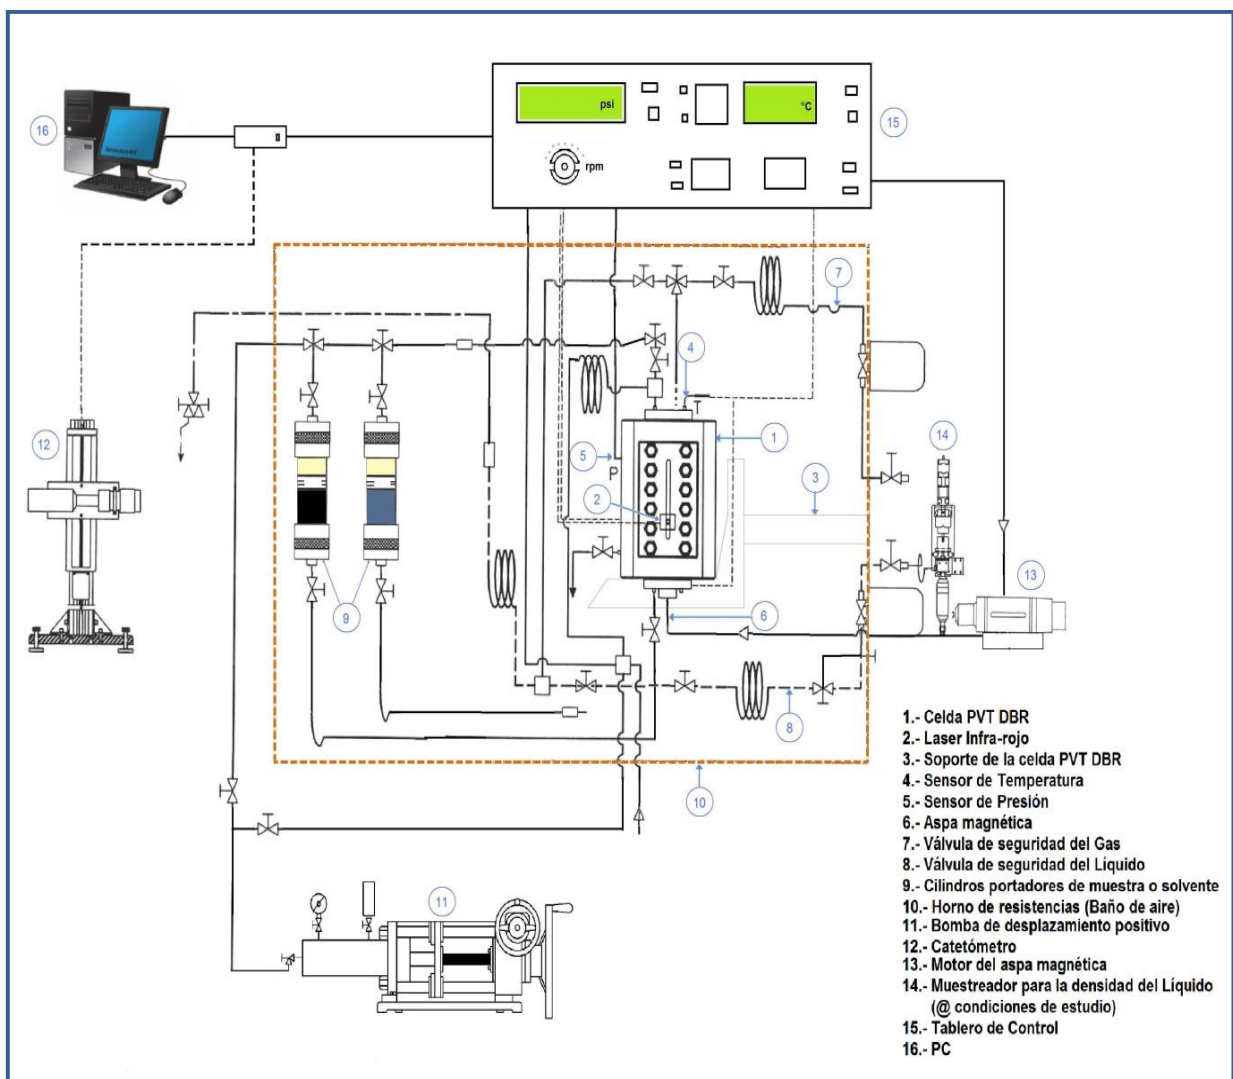 psi
°C
16
15
rpm
7
4
T
12
1
14
5
P
3
2
13
9
6
8
10
11
1.- Celda PVT DBR
2.- Laser Infra-rojo
3.- Soporte de la celda PVT DBR
4.- Sensor de Temperatura
5.- Sensor de Presión
6.- Aspa magnética
7.- Válvula de seguridad del Gas
8.- Válvula de seguridad del Líquido
9.- Cilindros portadores de muestra o solvente
10.- Horno de resistencias (Baño de aire)
11.- Bomba de desplazamiento positivo
12.- Catetómetro
13.- Motor del aspa magnética
14.- Muestreador para la densidad del Líquido
(@ condiciones de estudio)
15.- Tablero de Control
16.- PC